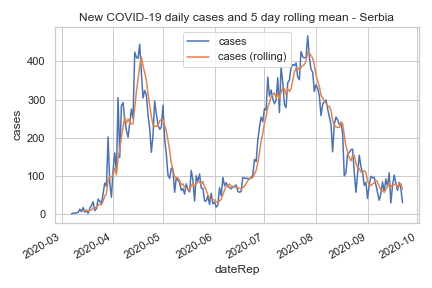 New COVID-19 daily cases and 5 day rolling mean - Serbia
cases
cases (rolling)
cases
400
300
200
100
0
2020-03
2020-04
2020-05
2020-06
2020-07
2020-08
2020-09
2020-10
dateRep